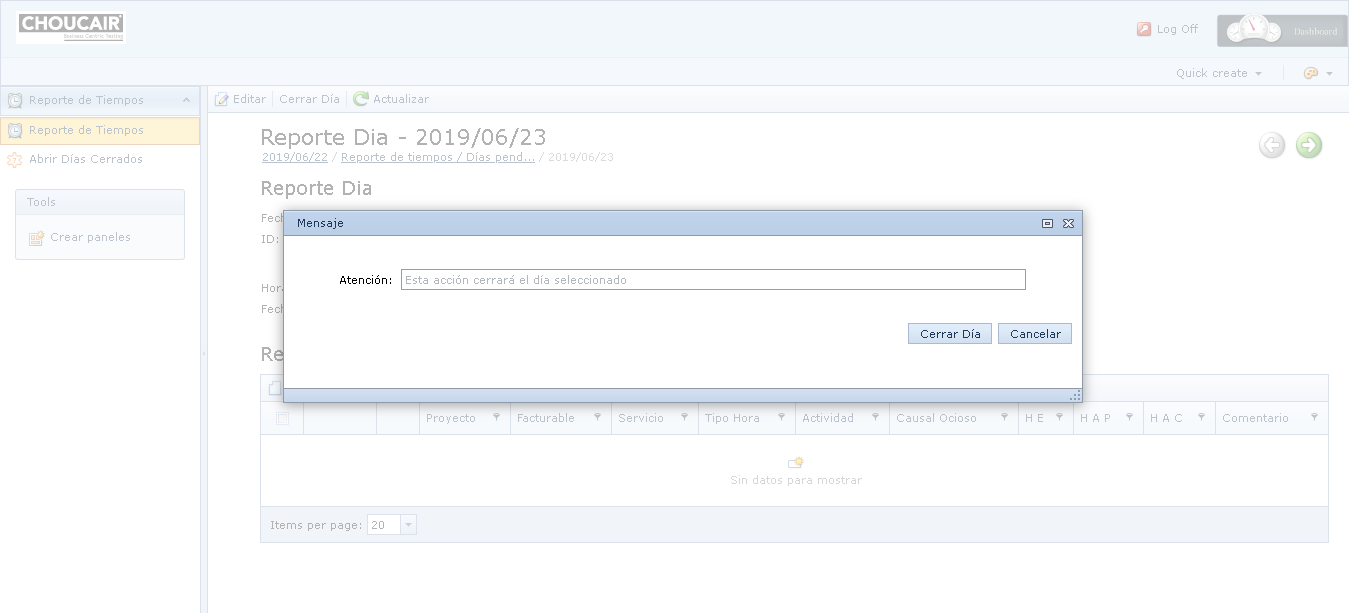 CHOUCAIR
Business Centric Testing
Log Off
Dashboard
Quick create
Reporte de Tiempos
Reporte de Tiempos
Abrir Días Cerrados
Tools
Crear paneles
Editar Cerrar Día Actualizar
Reporte Dia - 2019/06/23
2019/06/22 / Reporte de tiempos / Días pend... / 2019/06/23
Reporte Dia
Fech
ID:
Hora
Fech
Re
Mensaje
Atención: Esta acción cerrará el día seleccionado
Cerrar Día Cancelar
Proyecto Facturable Servicio Tipo Hora Actividad Causal Ocioso H E H A P H A C Comentario
Sin datos para mostrar
Items per page: 20